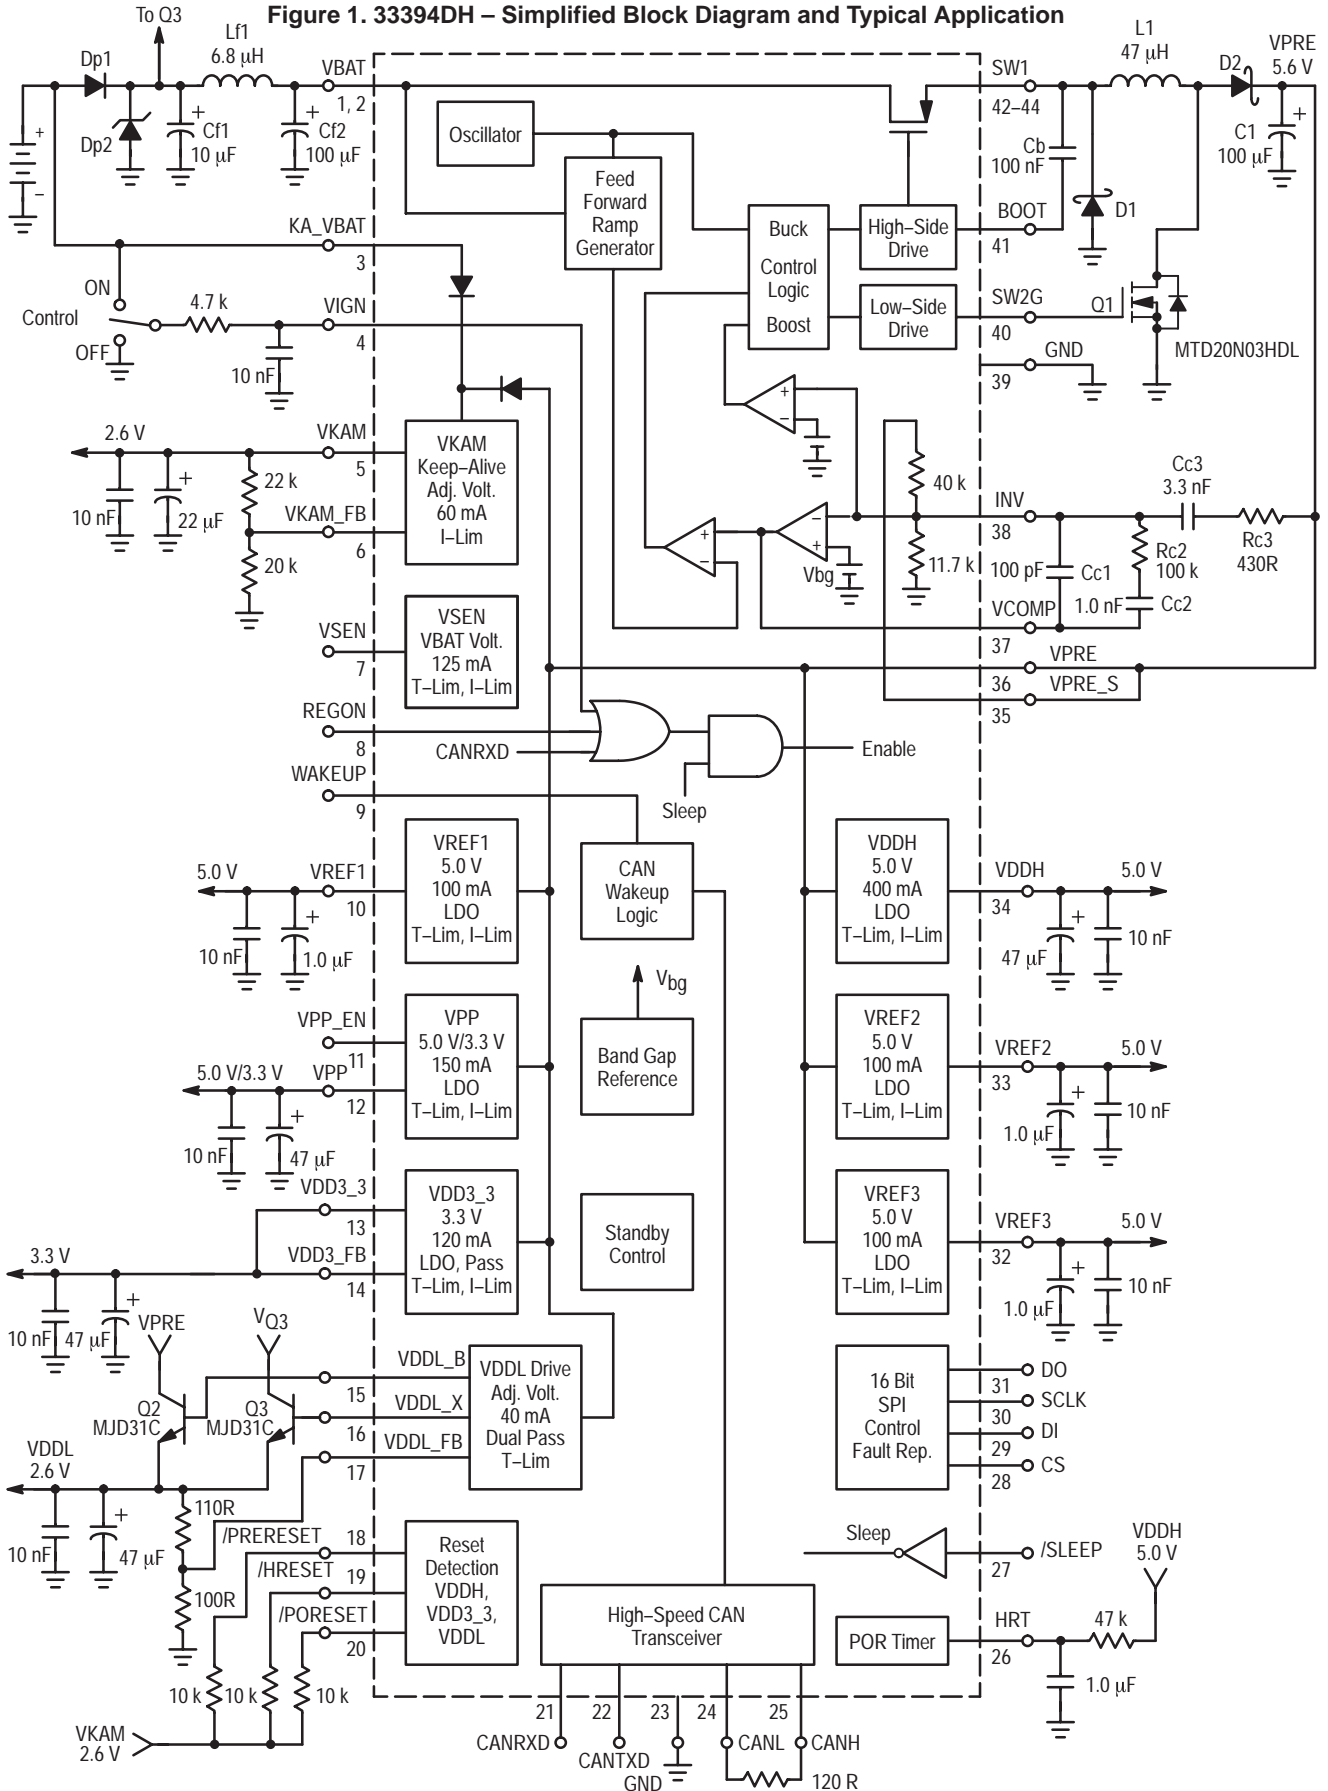 Figure 1. 33394DH – Simplified Block Diagram and Typical Application
To Q3
Dp1
Lf1
6.8 μH
VBAT
1, 2
+
Dp2
+
Cf1
10 μF
+
Cf2
100 μF
–
Oscillator
Feed
Forward
Ramp
Generator
Buck
Control
Logic
Boost
High–Side
Drive
Low–Side
Drive
SW1
42–44
L1
47 μH
D2
VPRE
5.6 V
+
C1
100 μF
Cb
100 nF
BOOT
41
D1
SW2G
40
Q1
MTD20N03HDL
GND
39
KA_VBAT
3
ON
Control
OFF
4.7 k
VIGN
4
10 nF
2.6 V
VKAM
5
10 nF
+
22 μF
22 k
VKAM_FB
6
20 k
VKAM
Keep–Alive
Adj. Volt.
60 mA
I–Lim
+
–
40 k
INV
38
11.7 k
+
–
–
+
Vbg
Cc3
3.3 nF
Rc3
430R
Rc2
100 k
100 pF
Cc1
1.0 nF
Cc2
VCOMP
37
VPRE
36
VPRE_S
35
VSEN
7
VSEN
VBAT Volt.
125 mA
T–Lim, I–Lim
REGON
8
CANRXD
Enable
Sleep
WAKEUP
9
5.0 V
VREF1
10
10 nF
+
1.0 μF
VREF1
5.0 V
100 mA
LDO
T–Lim, I–Lim
CAN
Wakeup
Logic
VDDH
5.0 V
400 mA
LDO
T–Lim, I–Lim
VDDH
34
5.0 V
+
47 μF
10 nF
Vbg
Band Gap
Reference
VPP_EN
11
5.0 V/3.3 V
VPP
12
10 nF
+
47 μF
VPP
5.0 V/3.3 V
150 mA
LDO
T–Lim, I–Lim
VREF2
5.0 V
100 mA
LDO
T–Lim, I–Lim
VREF2
33
5.0 V
+
1.0 μF
10 nF
VDD3_3
13
3.3 V
VDD3_FB
14
10 nF
+
47 μF
VDD3_3
3.3 V
120 mA
LDO, Pass
T–Lim, I–Lim
Standby
Control
VREF3
5.0 V
100 mA
LDO
T–Lim, I–Lim
VREF3
32
5.0 V
+
1.0 μF
10 nF
VPRE
VQ3
Q2
MJD31C
Q3
MJD31C
VDDL_B
15
VDDL_X
16
VDDL_FB
17
VDDL Drive
Adj. Volt.
40 mA
Dual Pass
T–Lim
16 Bit
SPI
Control
Fault Rep.
DO
31
SCLK
30
DI
29
CS
28
VDDL
2.6 V
10 nF
+
47 μF
110R
100R
/PRERESET
18
/HRESET
19
/PORESET
20
Reset
Detection
VDDH,
VDD3_3,
VDDL
Sleep
/SLEEP
27
VDDH
5.0 V
POR Timer
HRT
26
47 k
1.0 μF
High–Speed CAN
Transceiver
10 k
10 k
10 k
VKAM
2.6 V
21
CANRXD
22
CANTXD
23
GND
24
CANL
25
CANH
120 R